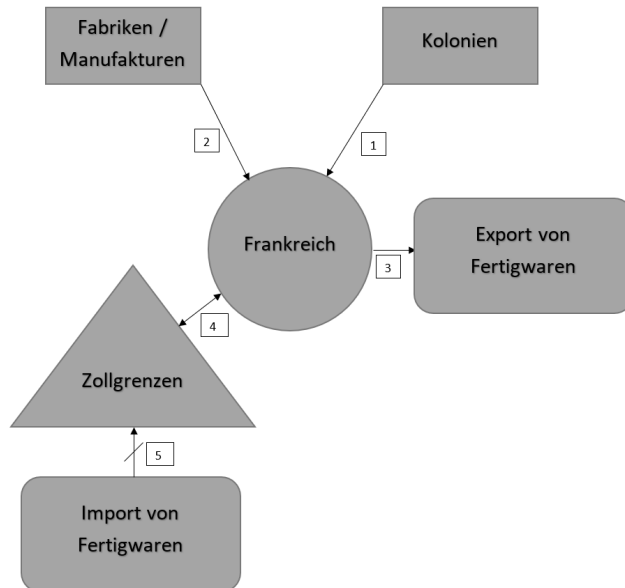 Fabriken /
Manufakturen
Kolonien
2
1
Frankreich
Export von
Fertigwaren
3
4
Zollgrenzen
5
Import von
Fertigwaren